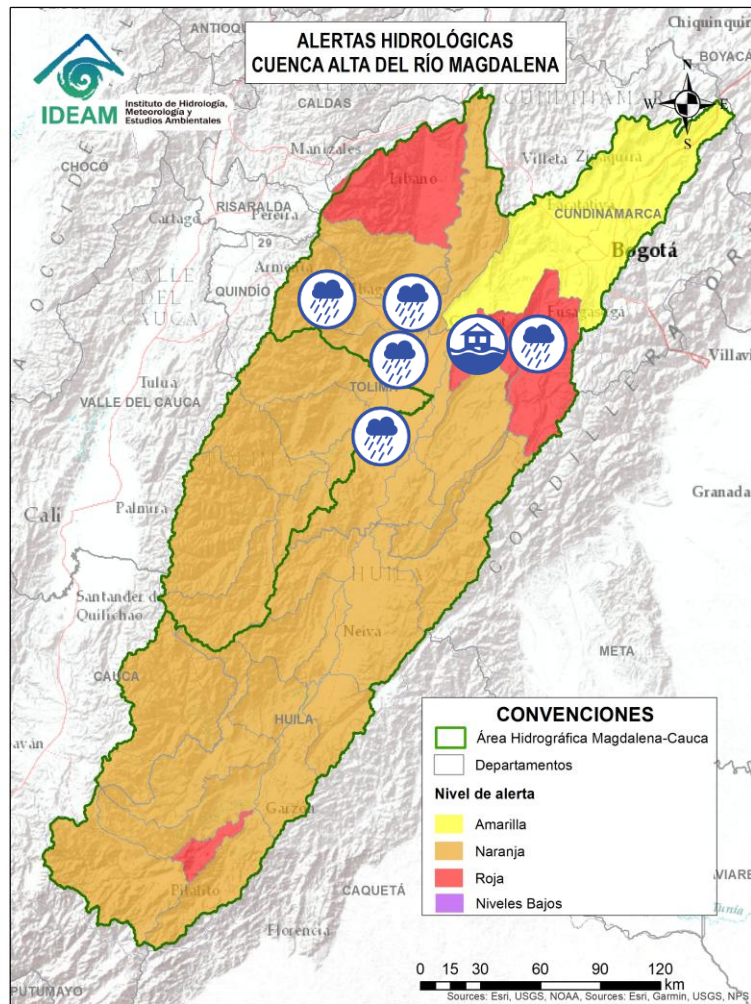 ALERTAS HIDROLÓGICAS
CUENCA ALTA DEL RÍO MAGDALENA
IDEAM
Instituto de Hidrología,
Meteorología y
Estudios Ambientales
Chiquinquir
BOYACÁ
N
W
E
S
CALDAS
Manizales
Líbano
Villeta
CHOCÓ
RISARALDA
Pereira
Cartago
CUNDINAMARCA
Bogotá
29
Armenia
QUINDÍO
VALLE
DEL
CAUCA
Fusagasugá
Villavi
Tuluá
TOLIMA
VALLE DEL CAUCA
Granada
Cali
Palmira
CORDILLERA
HUILA
Santander de
Quilichao
Neiva
META
CAUCA
HUILA
Garzón
Pitalito
CAQUETÁ
Florencia
PUTUMAYO
VIARE
CONVENCIONES
Área Hidrográfica Magdalena-Cauca
Departamentos
Nivel de alerta
Amarilla
Naranja
Roja
Niveles Bajos
0 15 30 60 90 120
km
Sources: Esri, USGS, NOAA, Sources: Esri, Garmin, USGS, NPS